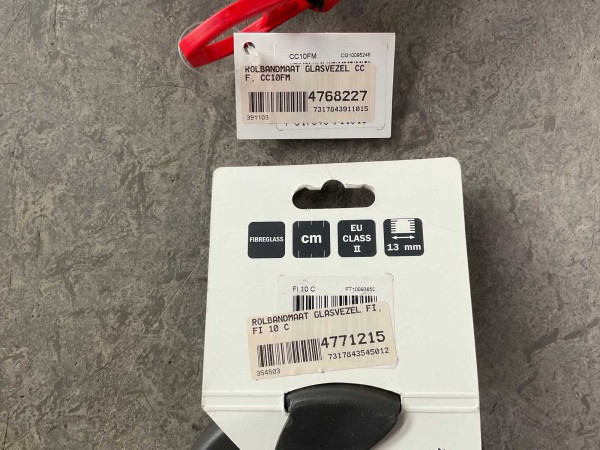 CC10FM
ROLBANDMAAT GLASVEZEL CC
F, CC10FM
4768227
391103
7317843911015
FIBREGLASS
cm
EU
CLASS
II
13 mm
FI 10 C
ROLBANDMAAT GLASVEZEL FI,
FI 10 C
4771215
354503
7317843545012